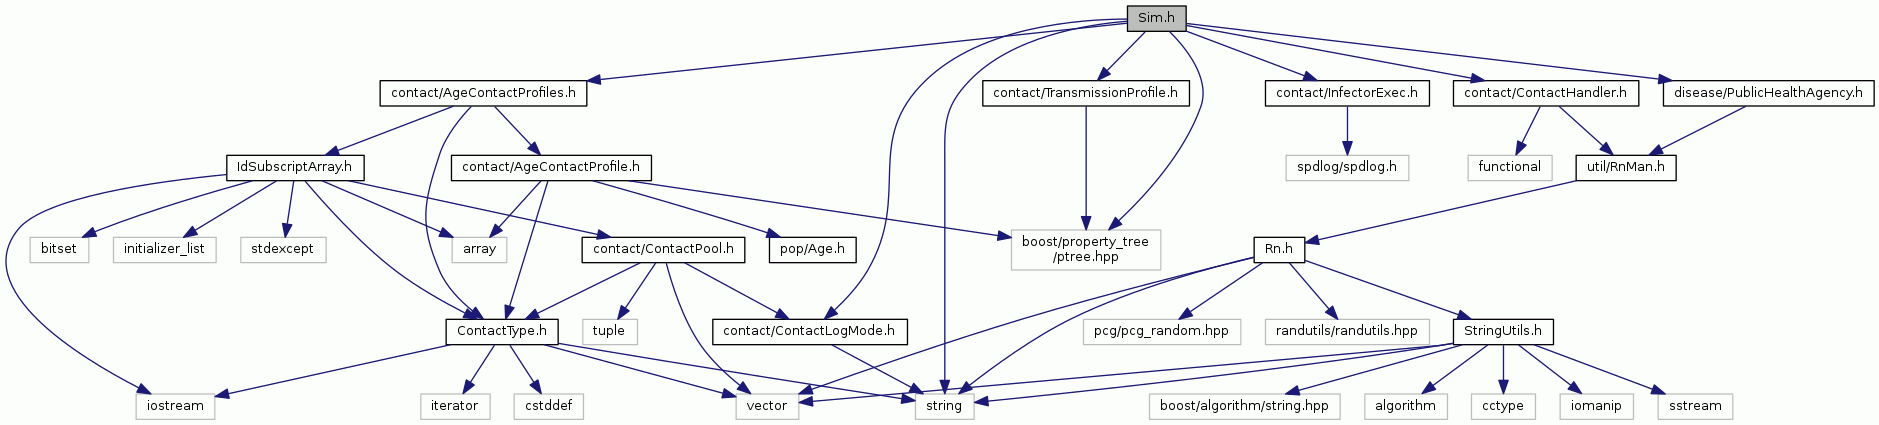 Sim.h
contact/AgeContactProfiles.h
contact/TransmissionProfile.h
contact/InfectorExec.h
contact/ContactHandler.h
disease/PublicHealthAgency.h
IdSubscriptArray.h
contact/AgeContactProfile.h
spdlog/spdlog.h
functional
util/RnMan.h
bitset
initializer_list
stdexcept
array
contact/ContactPool.h
pop/Age.h
boost/property_tree
/ptree.hpp
Rn.h
ContactType.h
tuple
contact/ContactLogMode.h
pcg/pcg_random.hpp
randutils/randutils.hpp
StringUtils.h
iostream
iterator
cstddef
vector
string
boost/algorithm/string.hpp
algorithm
cctype
iomanip
sstream